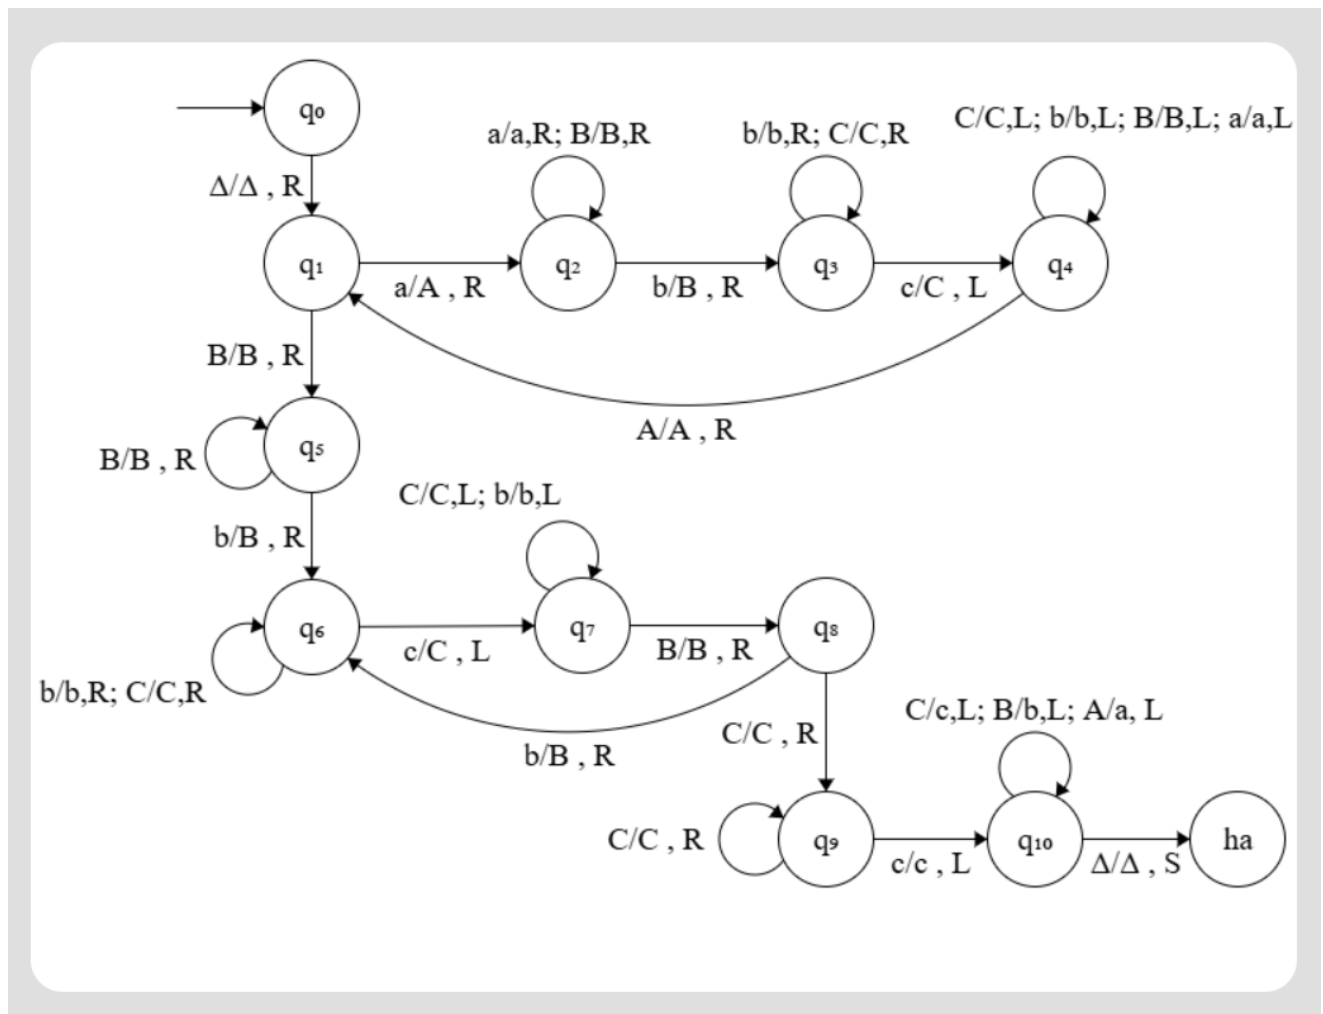 q₀
C/C,L; b/b,L; B/B,L; a/a,L
a/a,R; B/B,R
b/b,R; C/C,R
Δ/Δ , R
q₁
q₂
q₃
q₄
a/A , R
b/B , R
c/C , L
B/B , R
A/A , R
q₅
B/B , R
C/C,L; b/b,L
b/B , R
q₆
q₇
q₈
c/C , L
B/B , R
b/b,R; C/C,R
C/c,L; B/b,L; A/a, L
C/C , R
b/B , R
C/C , R
q₉
q₁₀
ha
c/c , L
Δ/Δ , S